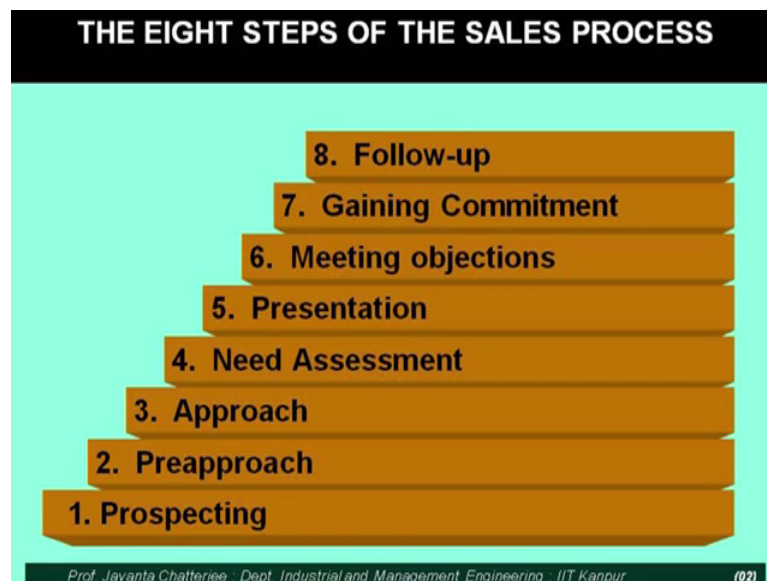 THE EIGHT STEPS OF THE SALES PROCESS
8. Follow-up
7. Gaining Commitment
6. Meeting objections
5. Presentation
4. Need Assessment
3. Approach
2. Preapproach
1. Prospecting
Prof. Jayanta Chatterjee : Dept. Industrial and Management Engineering : IIT Kanpur (02)